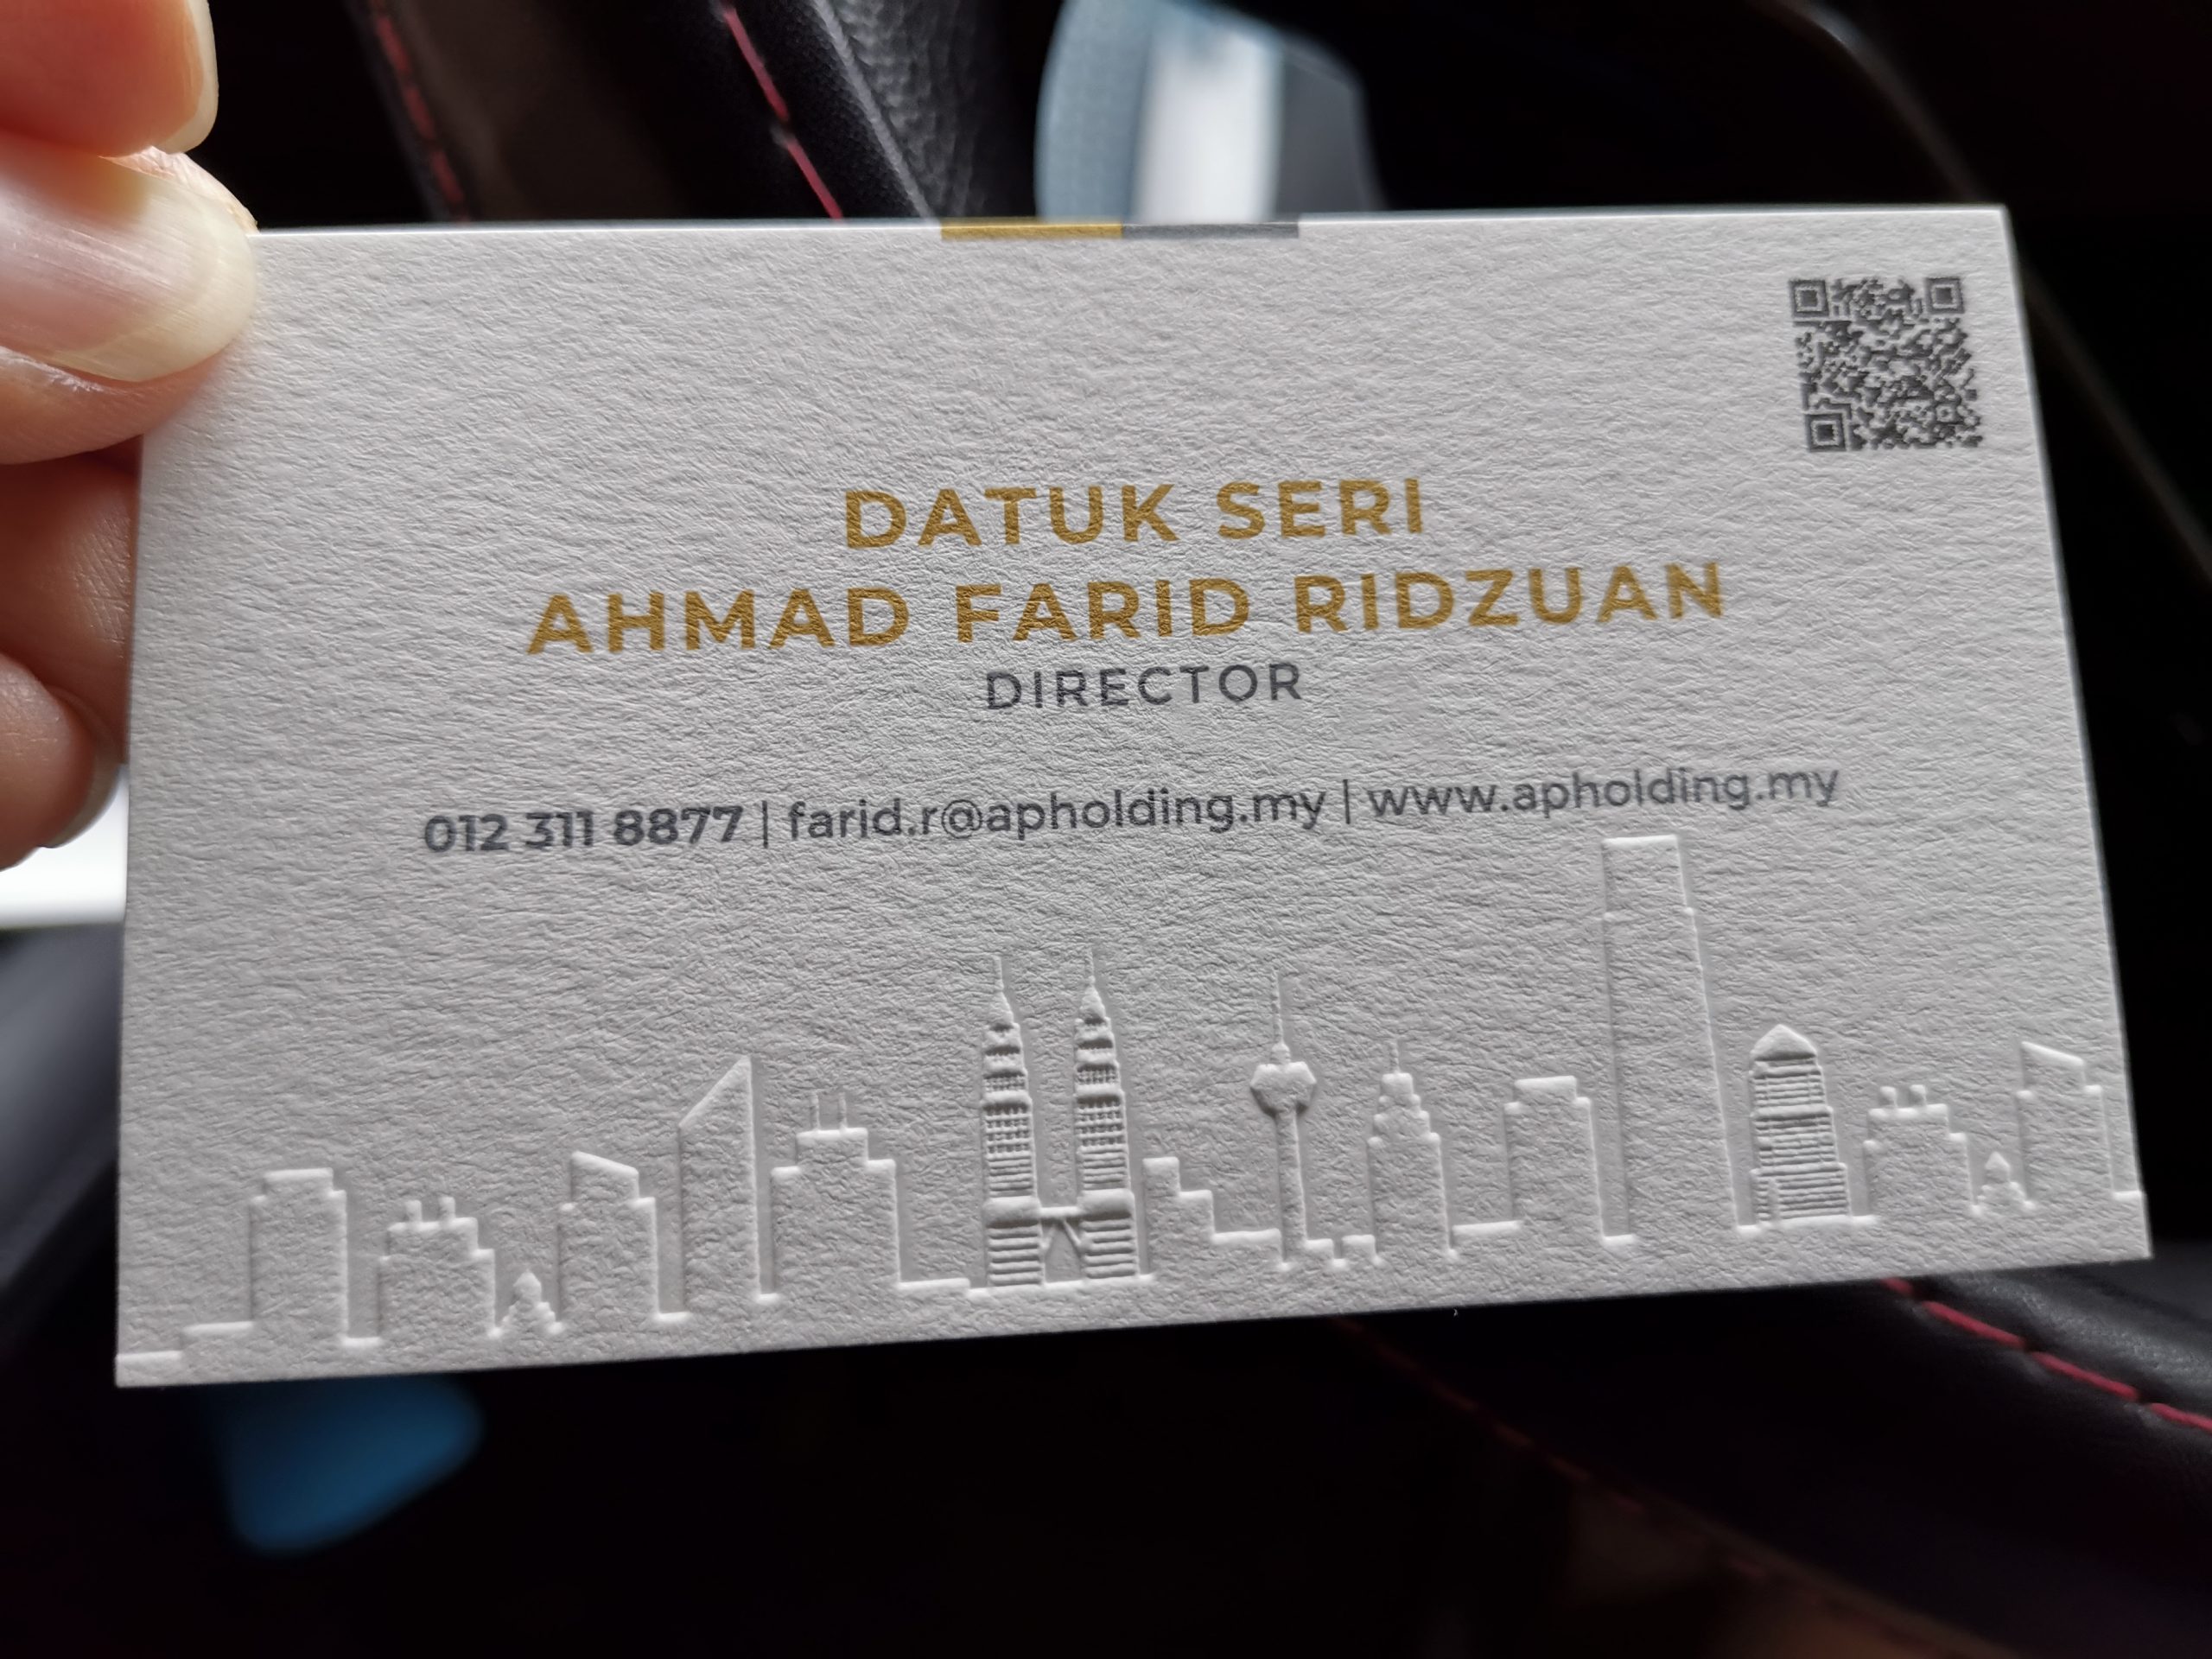 DATUK SERI
AHMAD FARID RIDZUAN
DIRECTOR
012 311 8877 | farid.r@apholding.my | www.apholding.my